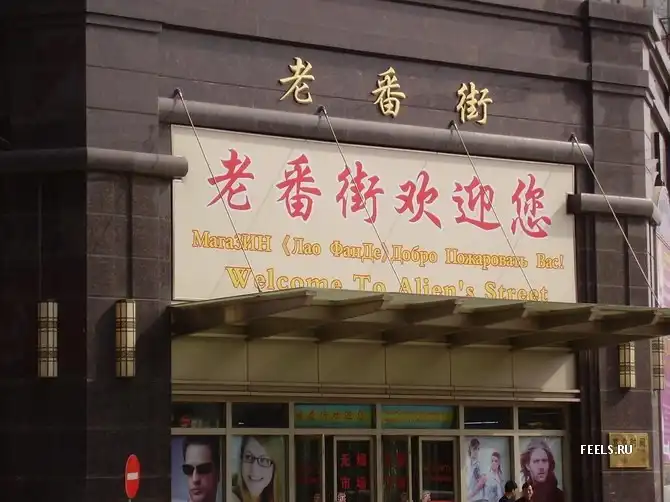 老番街
老番街欢迎您
МагазИН《Лао ФанДе》Добро Пожаровать Вас!
Welcome To Alien's Street
FEELS.RU